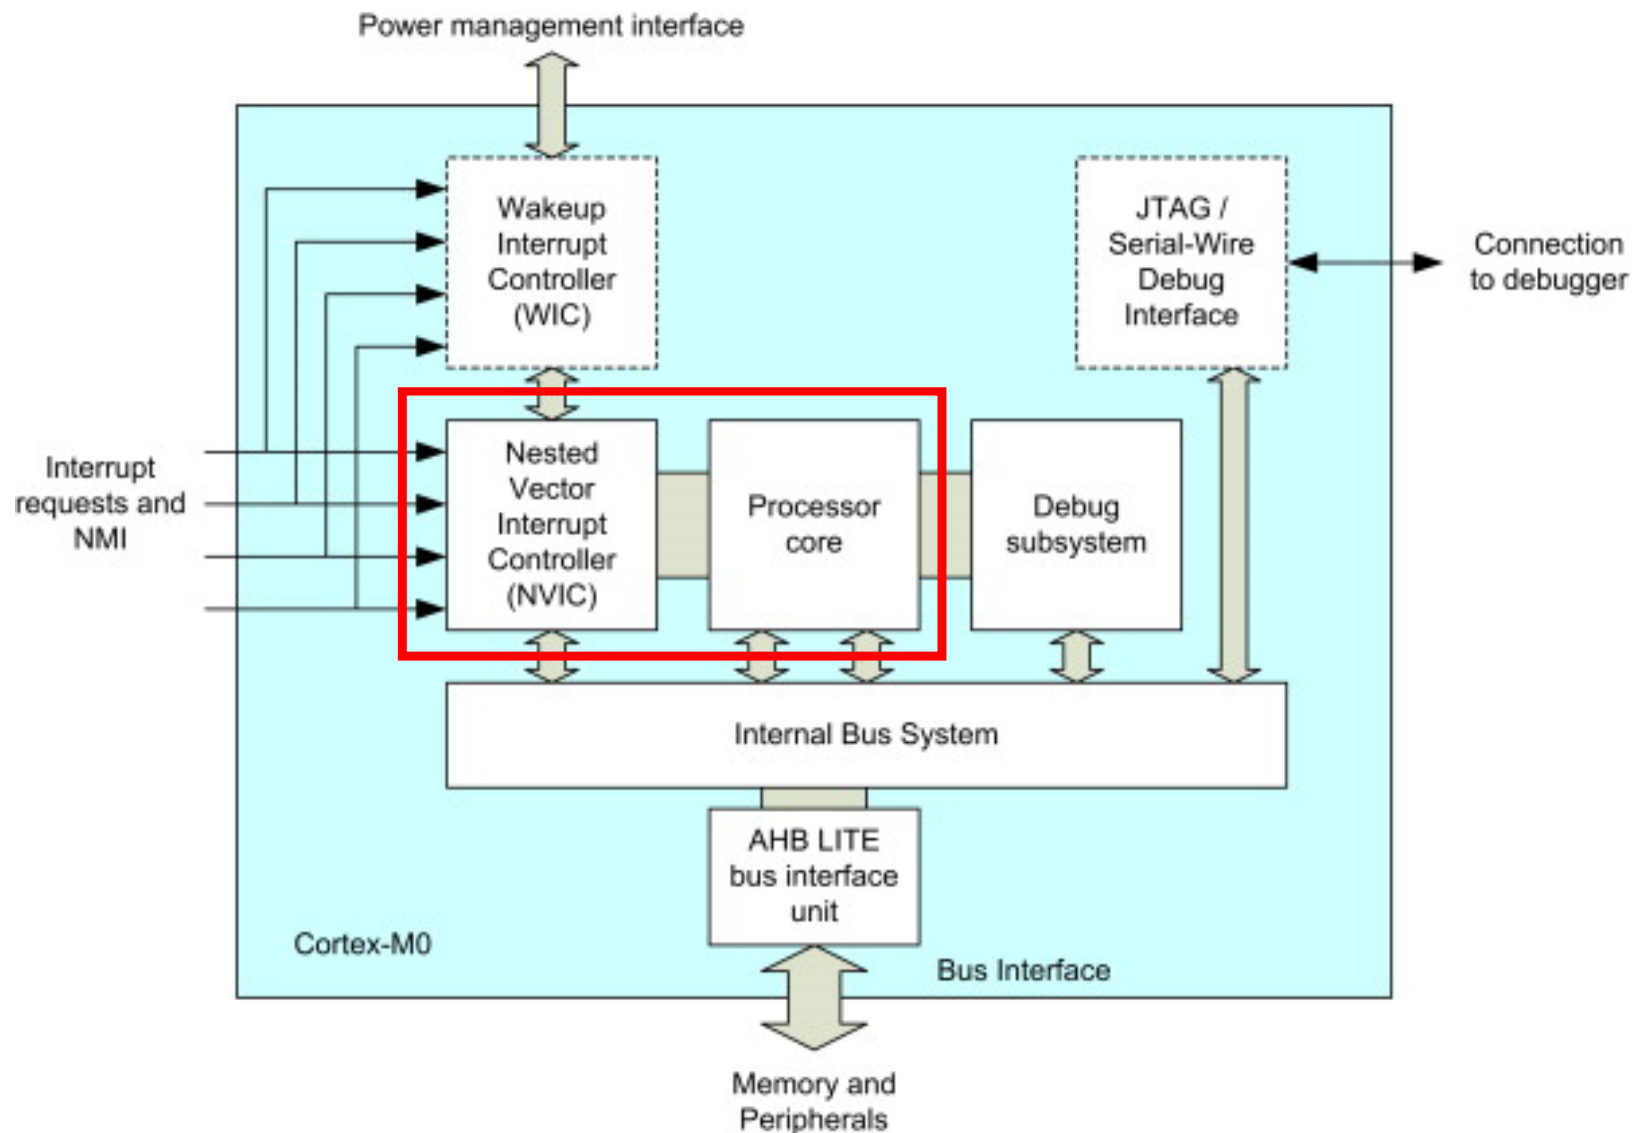 Power management interface
Wakeup
Interrupt
Controller
(WIC)
JTAG /
Serial-Wire
Debug
Interface
Connection
to debugger
Interrupt
requests and
NMI
Nested
Vector
Interrupt
Controller
(NVIC)
Processor
core
Debug
subsystem
Internal Bus System
AHB LITE
bus interface
unit
Cortex-M0
Bus Interface
Memory and
Peripherals